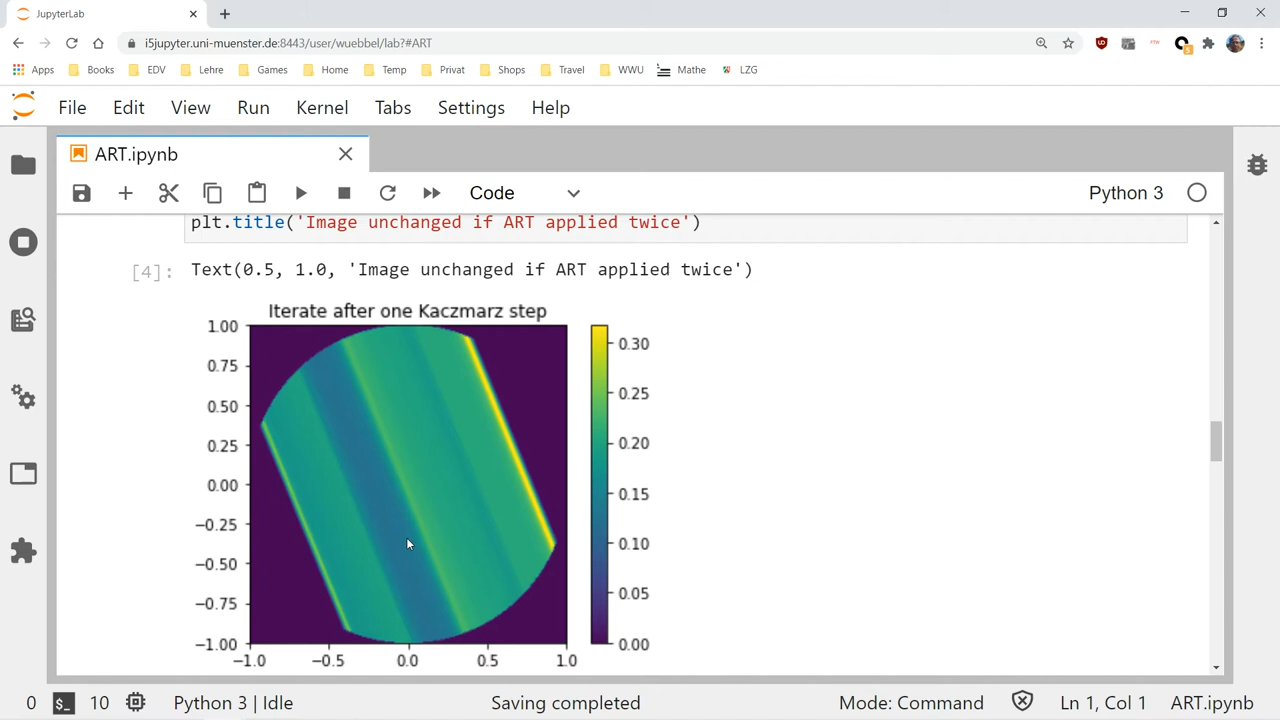 JupyterLab
i5jupyter.uni-muenster.de:8443/user/wuebbel/lab?#ART
Apps Books EDV Lehre Games Home Temp Privat Shops Travel WWU Mathe LZG
File Edit View Run Kernel Tabs Settings Help
ART.ipynb
Code Python 3
plt.title('Image unchanged if ART applied twice')
[4]: Text(0.5, 1.0, 'Image unchanged if ART applied twice')
Iterate after one Kaczmarz step
1.00
0.75
0.50
0.25
0.00
−0.25
−0.50
−0.75
−1.00
−1.0 −0.5 0.0 0.5 1.0
0.30
0.25
0.20
0.15
0.10
0.05
0.00
0 $_ 10 Python 3 | Idle Saving completed Mode: Command Ln 1, Col 1 ART.ipynb